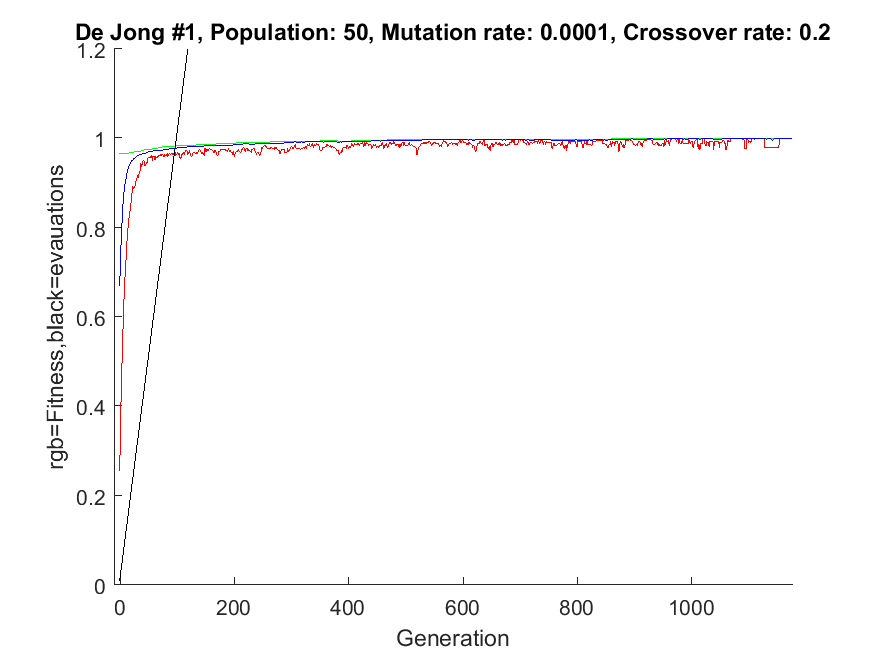 De Jong #1, Population: 50, Mutation rate: 0.0001, Crossover rate: 0.2
rgb=Fitness,black=evauations
1.2
1
0.8
0.6
0.4
0.2
0
0 200 400 600 800 1000
Generation